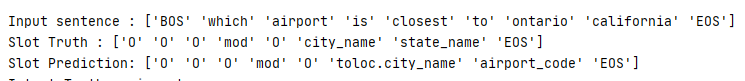 Input sentence : ['BOS' 'which' 'airport' 'is' 'closest' 'to' 'ontario' 'california' 'EOS']
Slot Truth : ['O' 'O' 'O' 'mod' 'O' 'city_name' 'state_name' 'EOS']
Slot Prediction: ['O' 'O' 'O' 'mod' 'O' 'toloc.city_name' 'airport_code' 'EOS']